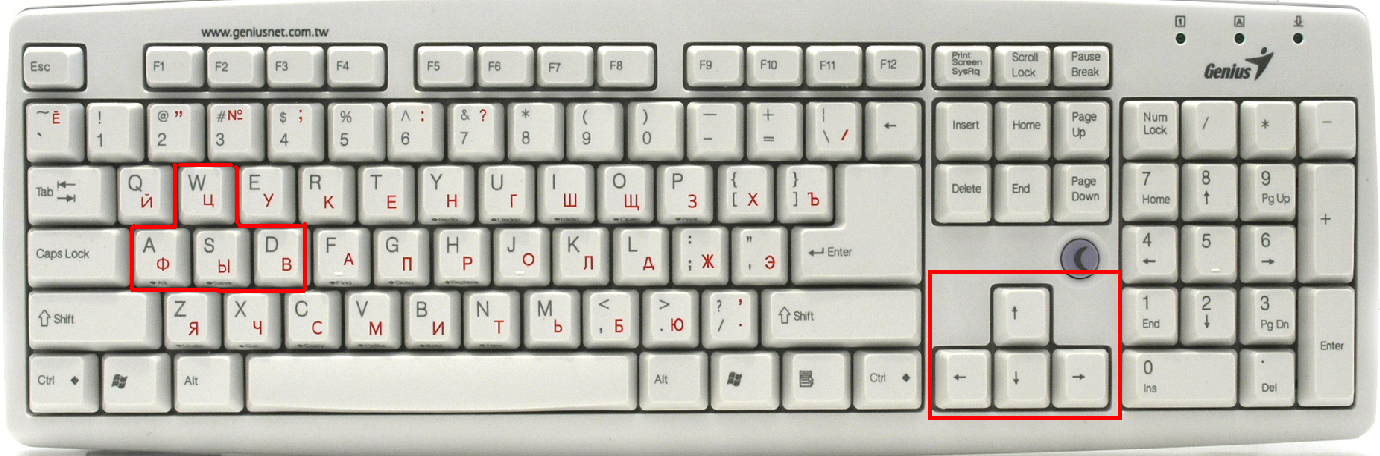 www.geniusnet.com.tw
Genius
Esc F1 F2 F3 F4 F5 F6 F7 F8 F9 F10 F11 F12 Print Screen SysRq Scroll Lock Pause Break
~ Ё ` ! 1 @ " 2 # № 3 $ ; 4 % 5 ^ : 6 & ? 7 * 8 ( 9 ) 0 — - + = | \ / ← Insert Home Page Up Num Lock / * −
Tab Q Й W Ц E У R К T Е Y Н U Г I Ш O Щ P З { [ Х } ] Ъ Delete End Page Down 7 Home 8 ↑ 9 Pg Up +
Caps Lock A Ф S Ы D В F А G П H Р J О K Л L Д : ; Ж " , Э ↵ Enter 4 ← 5 6 →
⇧ Shift Z Я X Ч C С V М B И N Т M Ь < , Б > . Ю ? / ' . ⇧ Shift ↑ 1 End 2 ↓ 3 Pg Dn Enter
Ctrl Alt Alt Ctrl ← ↓ → 0 Ins . Del